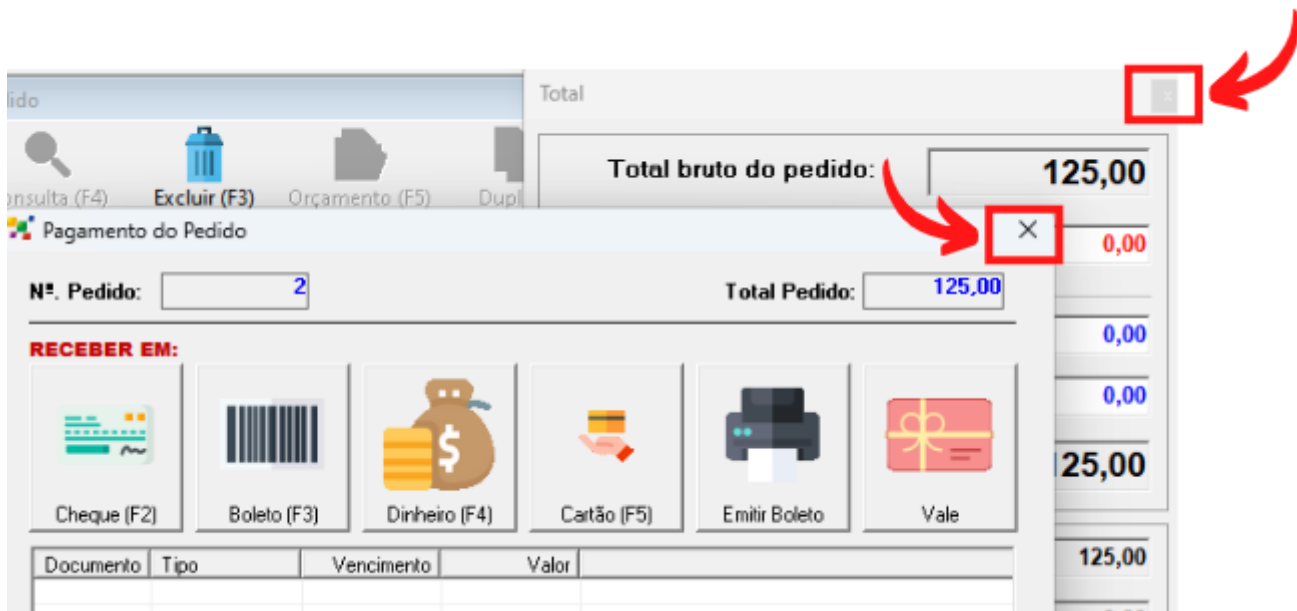 Total
Total bruto do pedido: 125,00
Excluir (F3) Orçamento (F5)
Pagamento do Pedido
0,00
Nª. Pedido: 2 Total Pedido: 125,00
0,00
RECEBER EM:
0,00
125,00
Cheque (F2) Boleto (F3) Dinheiro (F4) Cartão (F5) Emitir Boleto Vale
Documento Tipo Vencimento Valor
125,00